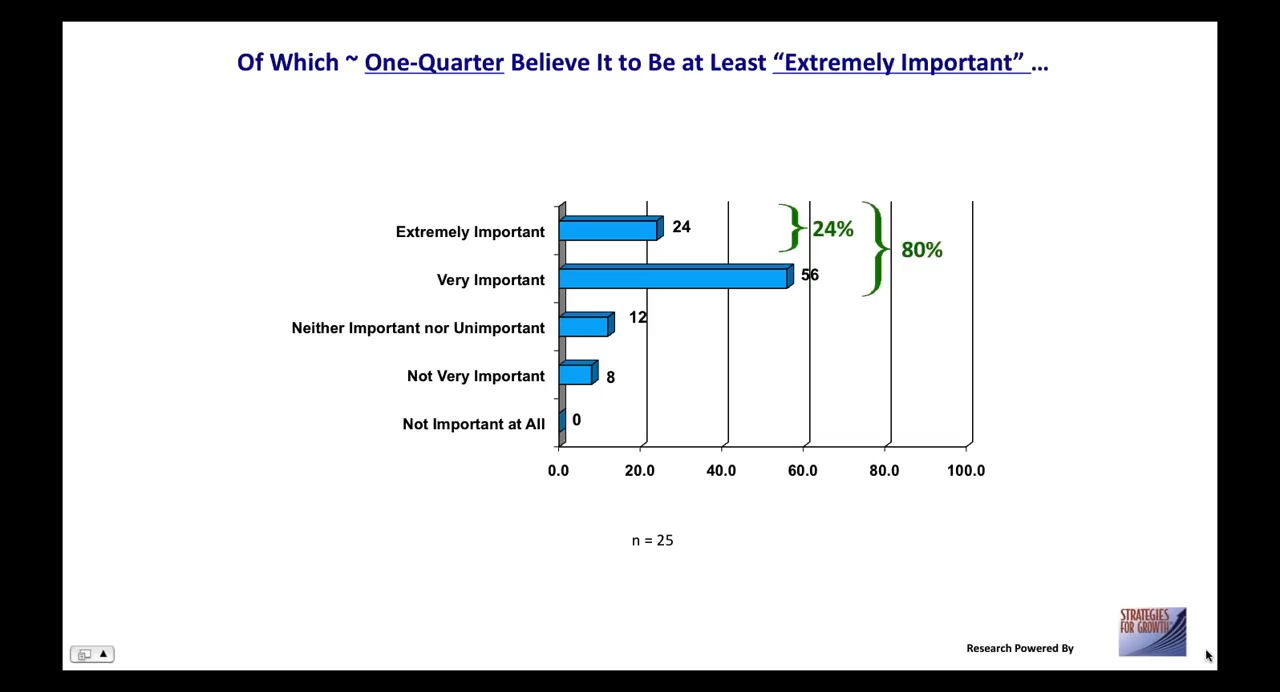 Of Which ~ One-Quarter Believe It to Be at Least “Extremely Important” ...
Extremely Important
24
24%
80%
Very Important
56
Neither Important nor Unimportant
12
Not Very Important
8
Not Important at All
0
0.0 20.0 40.0 60.0 80.0 100.0
n = 25
Research Powered By
STRATEGIES
FOR GROWTH